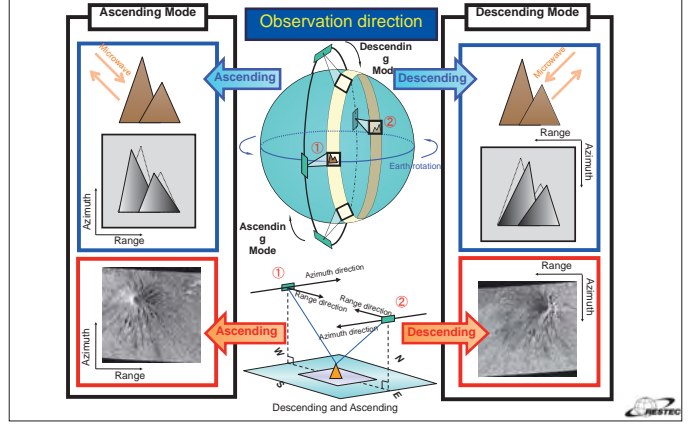 Ascending Mode
Observation direction
Descending Mode
Microwave
Ascending
Descendin
g
Mode
Descending
Microwave
Range
Azimuth
②
①
Earth rotation
Azimuth
Range
Ascendin
g
Mode
①
Azimuth direction
Range direction
Range direction
②
Azimuth direction
Range
Azimuth
Ascending
Descending
Azimuth
Range
W
N
S
E
Descending and Ascending
RESTEC